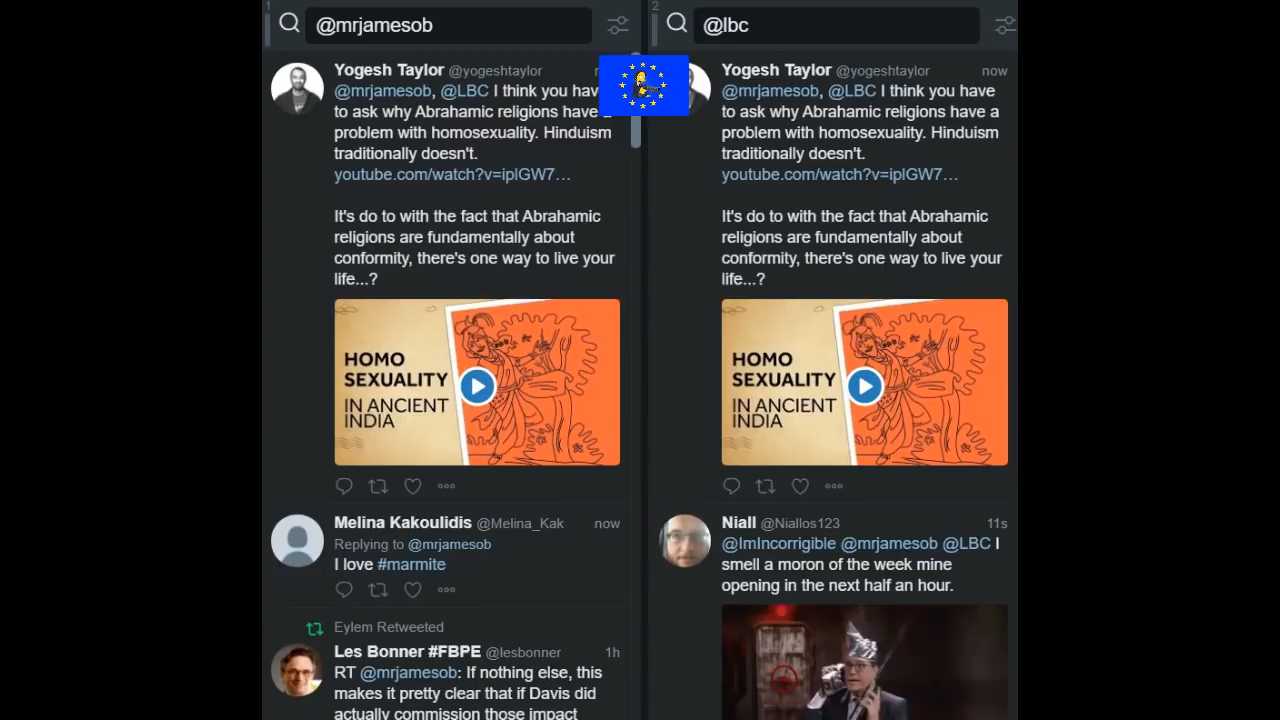 1
@mrjamesob
Yogesh Taylor @yogeshtaylor
@mrjamesob, @LBC I think you have
to ask why Abrahamic religions have a
problem with homosexuality. Hinduism
traditionally doesn't.
youtube.com/watch?v=iplGW7…
It's do to with the fact that Abrahamic
religions are fundamentally about
conformity, there's one way to live your
life...?
HOMO
SEXUALITY
IN ANCIENT
INDIA
Melina Kakoulidis @Melina_Kak now
Replying to @mrjamesob
I love #marmite
Eylem Retweeted
Les Bonner #FBPE @lesbonner 1h
RT @mrjamesob: If nothing else, this
makes it pretty clear that if Davis did
actually commission those impact
2
@lbc
Yogesh Taylor @yogeshtaylor now
@mrjamesob, @LBC I think you have
to ask why Abrahamic religions have a
problem with homosexuality. Hinduism
traditionally doesn't.
youtube.com/watch?v=iplGW7…
It's do to with the fact that Abrahamic
religions are fundamentally about
conformity, there's one way to live your
life...?
HOMO
SEXUALITY
IN ANCIENT
INDIA
Niall @Niallos123 11s
@ImIncorrigible @mrjamesob @LBC I
smell a moron of the week mine
opening in the next half an hour.